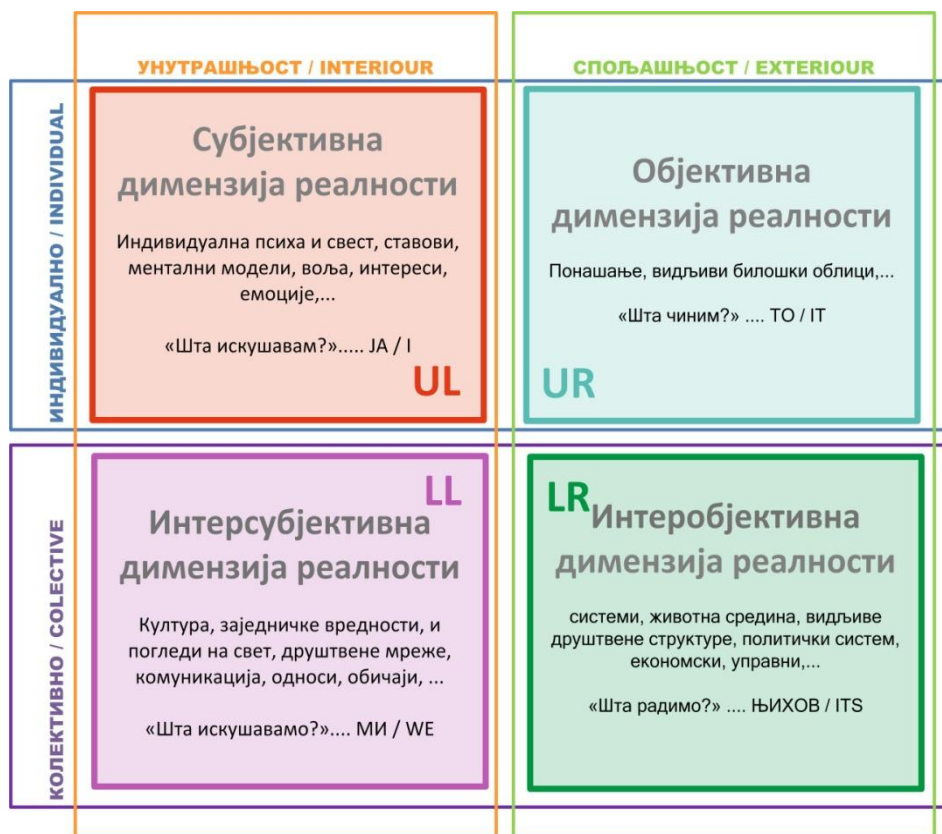 УНУТРАШЊОСТ / INTERIOUR
СПОЉАШЊОСТ / EXTERIOUR
ИНДИВИДУАЛНО / INDIVIDUAL
Субјективна
димензија реалности
Индивидуална психа и свест, ставови,
ментални модели, воља, интереси,
емоције,...
«Шта искушавам?»..... ЈА / I
UL
Објективна
димензија реалности
Понашање, видљиви билошки облици,...
«Шта чиним?» .... ТО / IT
UR
КОЛЕКТИВНО / COLECTIVE
LL
Интерсубјективна
димензија реалности
Култура, заједничке вредности, и
погледи на свет, друштвене мреже,
комуникација, односи, обичаји, ...
«Шта искушавамо?».... МИ / WE
LR
Интеробјективна
димензија реалности
системи, животна средина, видљиве
друштвене структуре, политички систем,
економски, управни,...
«Шта радимо?» .... ЊИХОВ / ITS